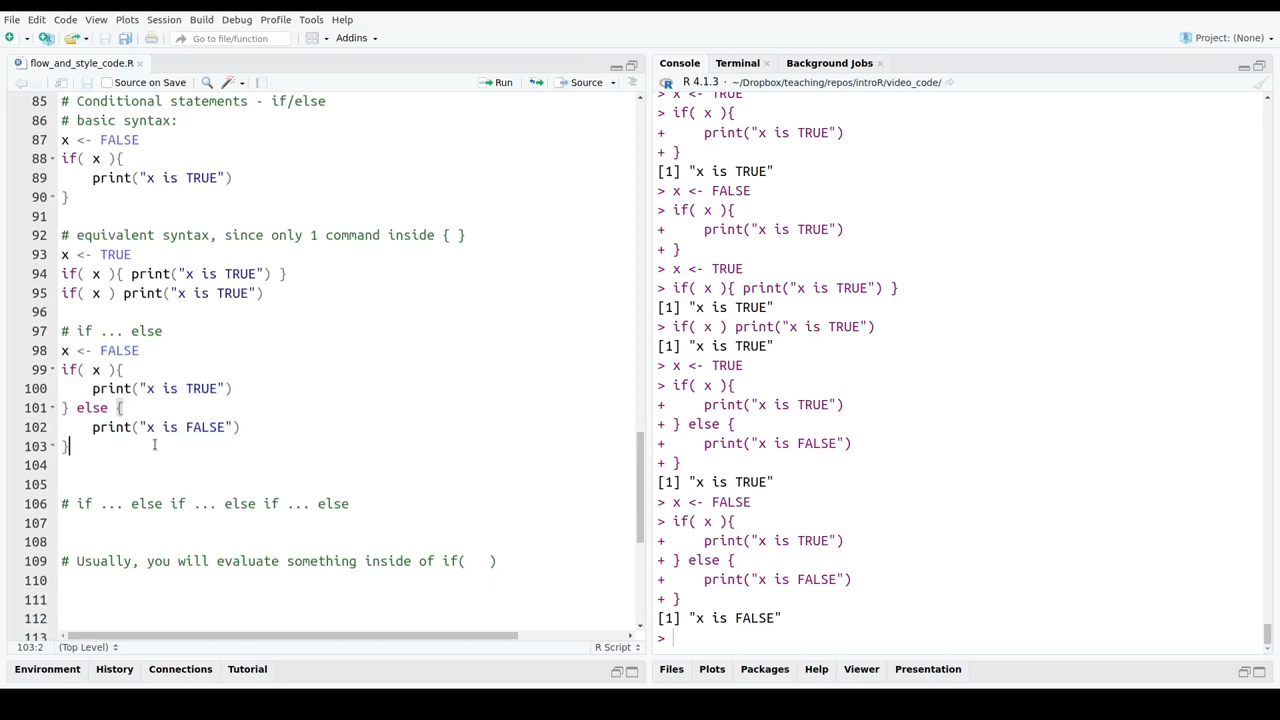 File Edit Code View Plots Session Build Debug Profile Tools Help
Go to file/function Addins Project: (None)
flow_and_style_code.R
Source on Save Run Source
85 # Conditional statements - if/else
86 # basic syntax:
87 x <- FALSE
88 if( x ){
89     print("x is TRUE")
90 }
91
92 # equivalent syntax, since only 1 command inside { }
93 x <- TRUE
94 if( x ){ print("x is TRUE") }
95 if( x ) print("x is TRUE")
96
97 # if ... else
98 x <- FALSE
99 if( x ){
100     print("x is TRUE")
101 } else {
102     print("x is FALSE")
103 }
104
105
106 # if ... else if ... else if ... else
107
108
109 # Usually, you will evaluate something inside of if(   )
110
111
112
113
103:2 (Top Level) R Script
Environment History Connections Tutorial
Console Terminal Background Jobs
R 4.1.3 · ~/Dropbox/teaching/repos/introR/video_code/
> x <- TRUE
> if( x ){
+     print("x is TRUE")
+ }
[1] "x is TRUE"
> x <- FALSE
> if( x ){
+     print("x is TRUE")
+ }
> x <- TRUE
> if( x ){ print("x is TRUE") }
[1] "x is TRUE"
> if( x ) print("x is TRUE")
[1] "x is TRUE"
> x <- TRUE
> if( x ){
+     print("x is TRUE")
+ } else {
+     print("x is FALSE")
+ }
[1] "x is TRUE"
> x <- FALSE
> if( x ){
+     print("x is TRUE")
+ } else {
+     print("x is FALSE")
+ }
[1] "x is FALSE"
>
Files Plots Packages Help Viewer Presentation